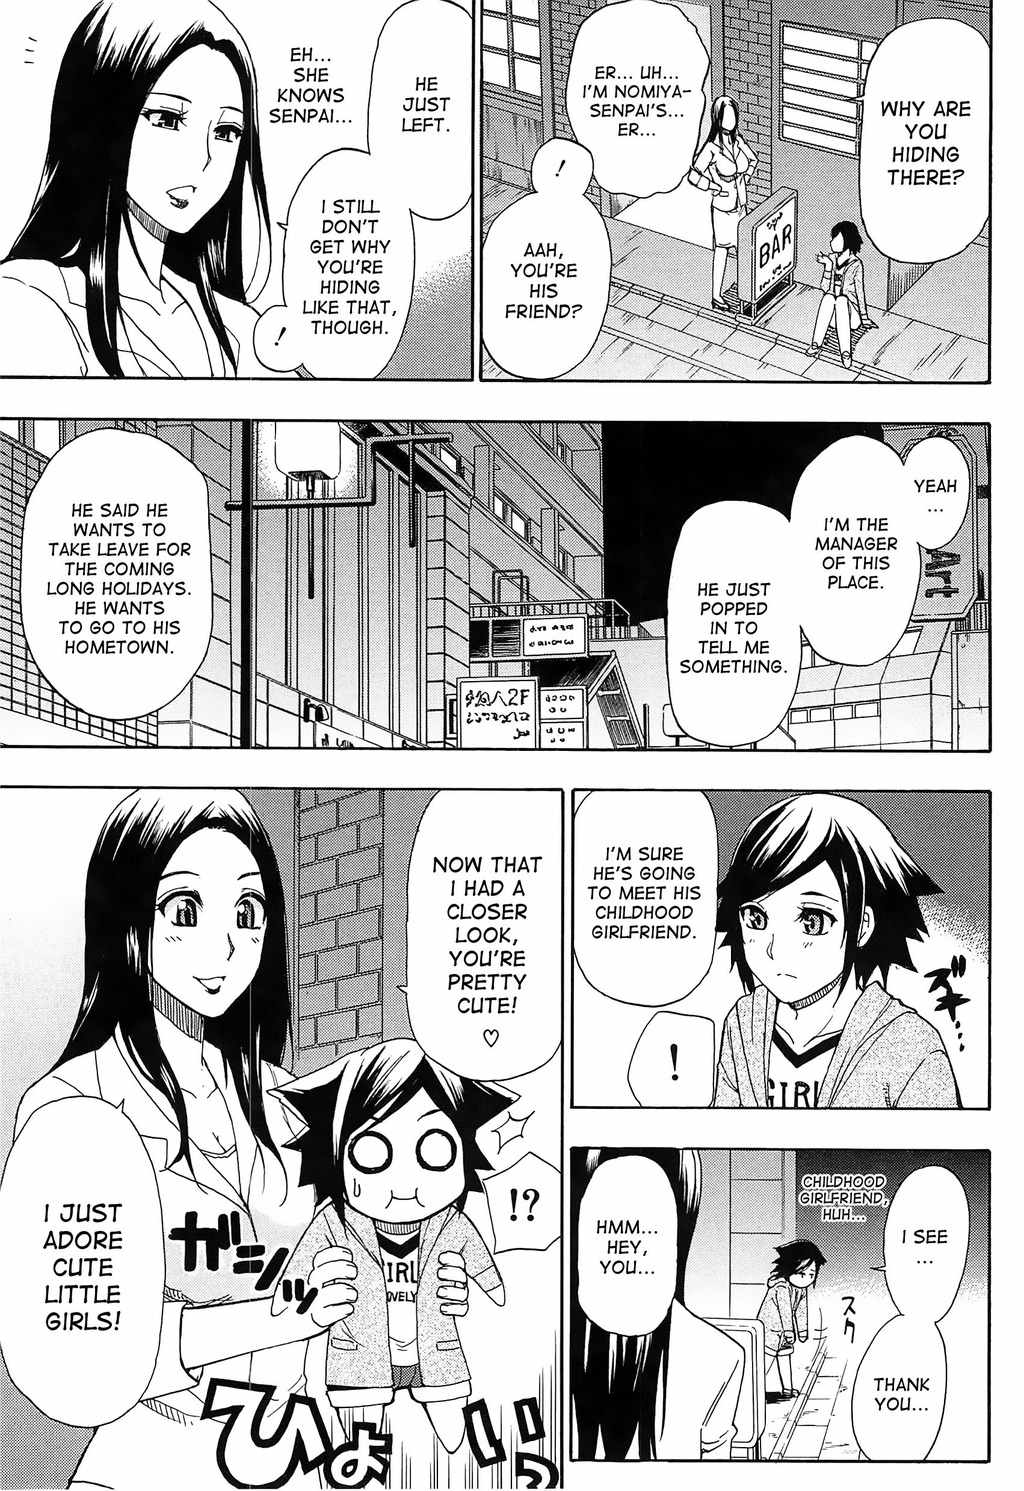 WHY ARE
YOU
HIDING
THERE?
ER... UH...
I'M NOMIYA-
SENPAI'S...
ER...
!
AAH,
YOU'RE
HIS
FRIEND?
BAR
HE
JUST
LEFT.
EH...
SHE
KNOWS
SENPAI...
I STILL
DON'T
GET WHY
YOU'RE
HIDING
LIKE THAT,
THOUGH.
!
YEAH
...
I'M THE
MANAGER
OF THIS
PLACE.
HE JUST
POPPED
IN TO
TELL ME
SOMETHING.
Art
2F
HE SAID HE
WANTS TO
TAKE LEAVE FOR
THE COMING
LONG HOLIDAYS.
HE WANTS
TO GO TO HIS
HOMETOWN.
I'M SURE
HE'S GOING
TO MEET HIS
CHILDHOOD
GIRLFRIEND.
!
ズキ...
GIRL
I SEE
...
CHILDHOOD
GIRLFRIEND,
HUH...
THANK
YOU...
スク
HMM...
HEY,
YOU...
NOW THAT
I HAD A
CLOSER
LOOK,
YOU'RE
PRETTY
CUTE!
♡
!?
GIRL
LOVELY
ガシッ
I JUST
ADORE
CUTE
LITTLE
GIRLS!
ひょいっ